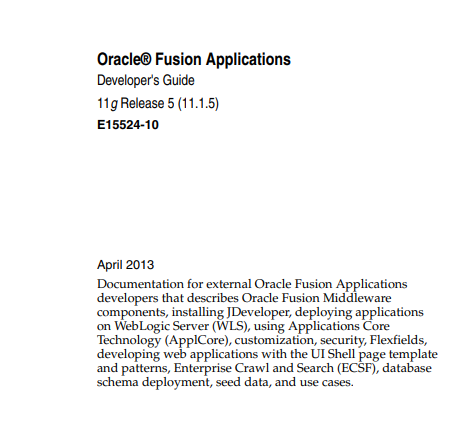 Oracle® Fusion Applications
Developer's Guide
11g Release 5 (11.1.5)
E15524-10
April 2013
Documentation for external Oracle Fusion Applications
developers that describes Oracle Fusion Middleware
components, installing JDeveloper, deploying applications
on WebLogic Server (WLS), using Applications Core
Technology (ApplCore), customization, security, Flexfields,
developing web applications with the UI Shell page template
and patterns, Enterprise Crawl and Search (ECSF), database
schema deployment, seed data, and use cases.